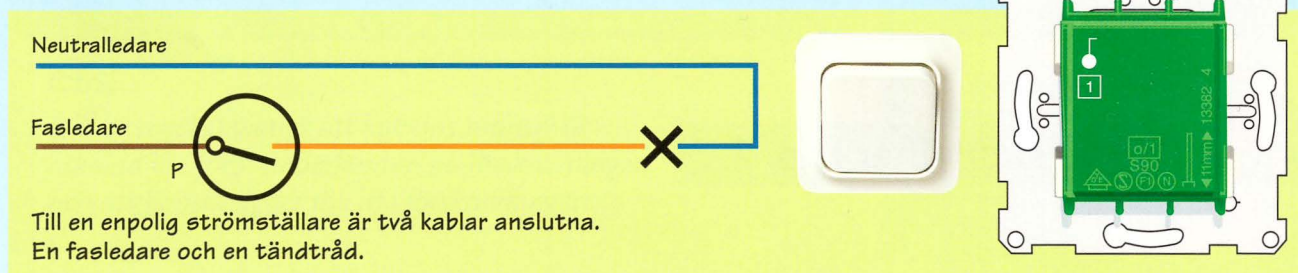 Neutralledare
Fasledare
P
Till en enpolig strömställare är två kablar anslutna.
En fasledare och en tändtråd.
1
o/1
S90
FI N
11mm 13382 4